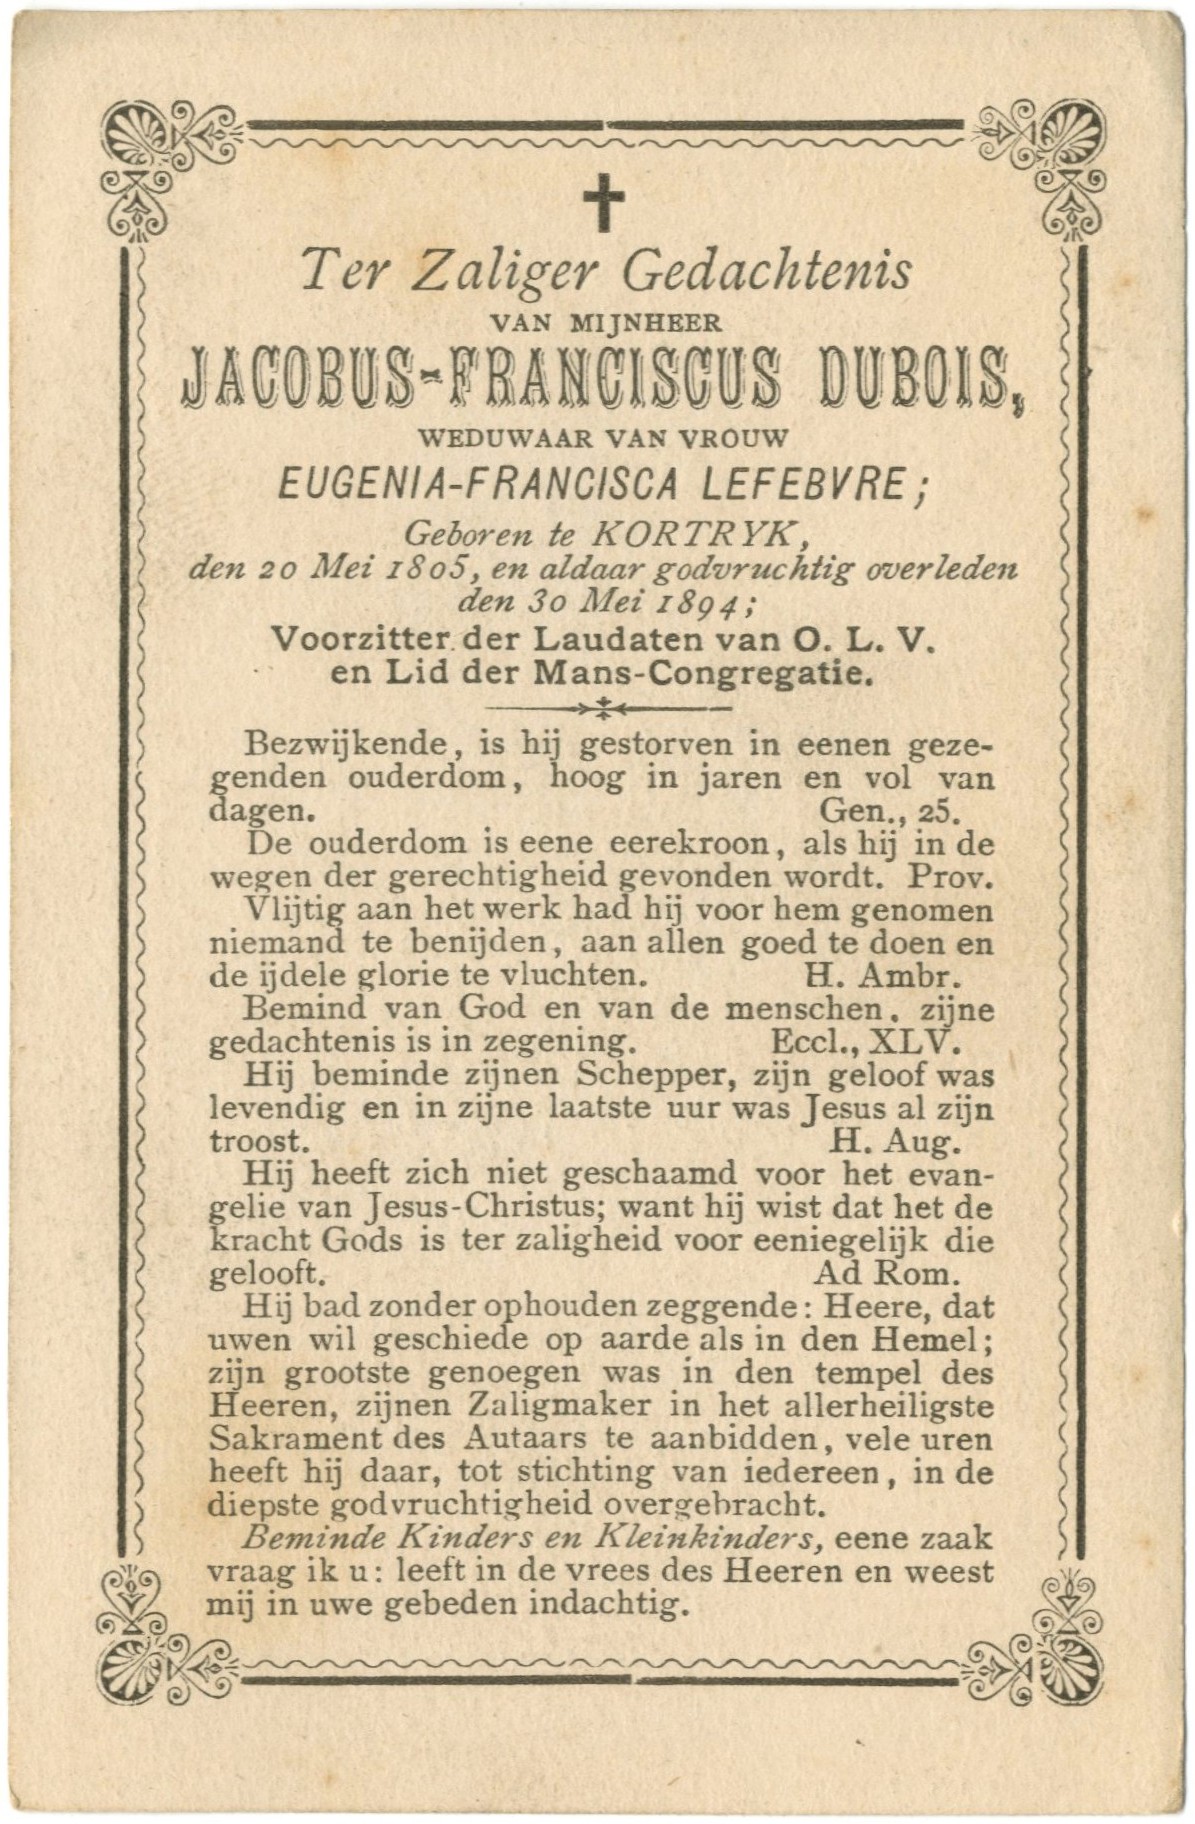 Ter Zaliger Gedachtenis
VAN MIJNHEER
JACOBUS-FRANCISCUS DUBOIS,
WEDUWAAR VAN VROUW
EUGENIA-FRANCISCA LEFEBVRE;
Geboren te KORTRYK,
den 20 Mei 1805, en aldaar godvruchtig overleden
den 30 Mei 1894;
Voorzitter der Laudaten van O. L. V.
en Lid der Mans-Congregatie.
Bezwijkende, is hij gestorven in eenen geze-
genden ouderdom, hoog in jaren en vol van
dagen. Gen., 25.
De ouderdom is eene eerekroon, als hij in de
wegen der gerechtigheid gevonden wordt. Prov.
Vlijtig aan het werk had hij voor hem genomen
niemand te benijden, aan allen goed te doen en
de ijdele glorie te vluchten. H. Ambr.
Bemind van God en van de menschen, zijne
gedachtenis is in zegening. Eccl., XLV.
Hij beminde zijnen Schepper, zijn geloof was
levendig en in zijne laatste uur was Jesus al zijn
troost. H. Aug.
Hij heeft zich niet geschaamd voor het evan-
gelie van Jesus-Christus; want hij wist dat het de
kracht Gods is ter zaligheid voor eeniegelijk die
gelooft. Ad Rom.
Hij bad zonder ophouden zeggende: Heere, dat
uwen wil geschiede op aarde als in den Hemel;
zijn grootste genoegen was in den tempel des
Heeren, zijnen Zaligmaker in het allerheiligste
Sakrament des Autaars te aanbidden, vele uren
heeft hij daar, tot stichting van iedereen, in de
diepste godvruchtigheid overgebracht.
Beminde Kinders en Kleinkinders, eene zaak
vraag ik u: leeft in de vrees des Heeren en weest
mij in uwe gebeden indachtig.